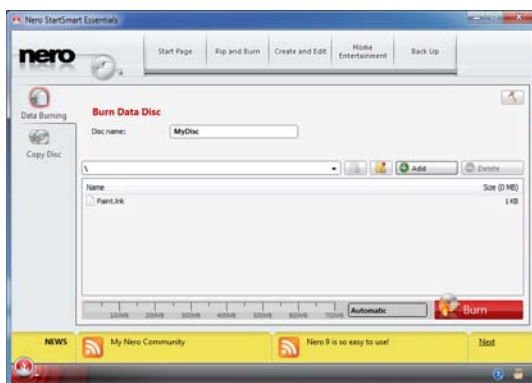 Nero StartSmart Essentials
nero
Start Page
Rip and Burn
Create and Edit
Home
Entertainment
Back Up
Data Burning
Copy Disc
Burn Data Disc
Disc name:
MyDisc
\
Add
Delete
Name
Size (0 MB)
Paint.lnk
1 KB
100MB 200MB 300MB 400MB 500MB 600MB 700MB
Automatic
Burn
NEWS
My Nero Community
Nero 9 is so easy to use!
Next